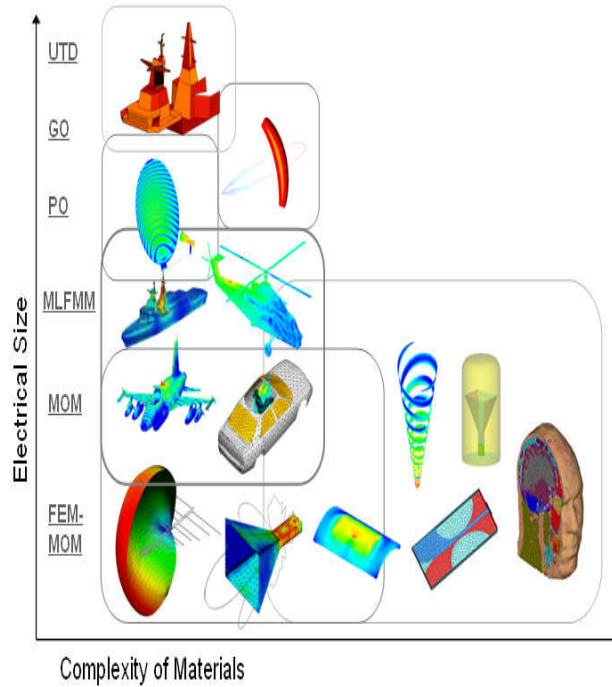 UTD
GO
PO
MLFMM
MOM
FEM-
MOM
Electrical Size
Complexity of Materials